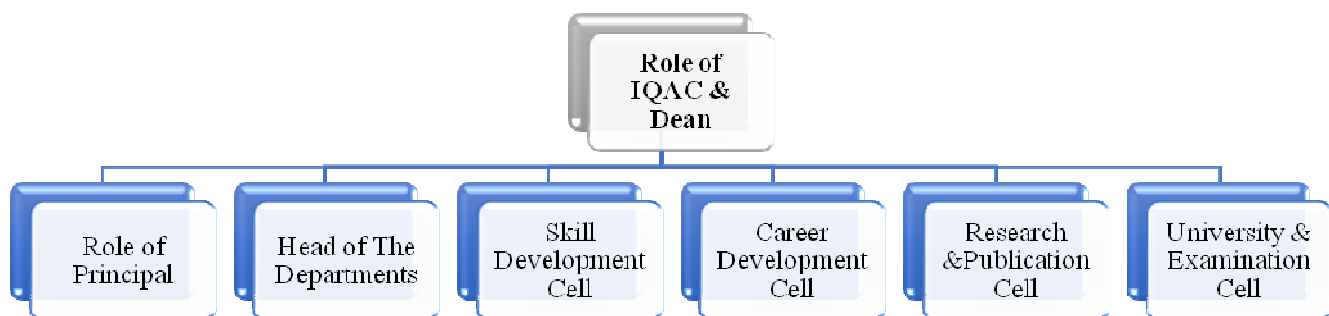 Role of
IQAC &
Dean
Role of
Principal
Head of The
Departments
Skill
Development
Cell
Career
Development
Cell
Research
&Publication
Cell
University &
Examination
Cell